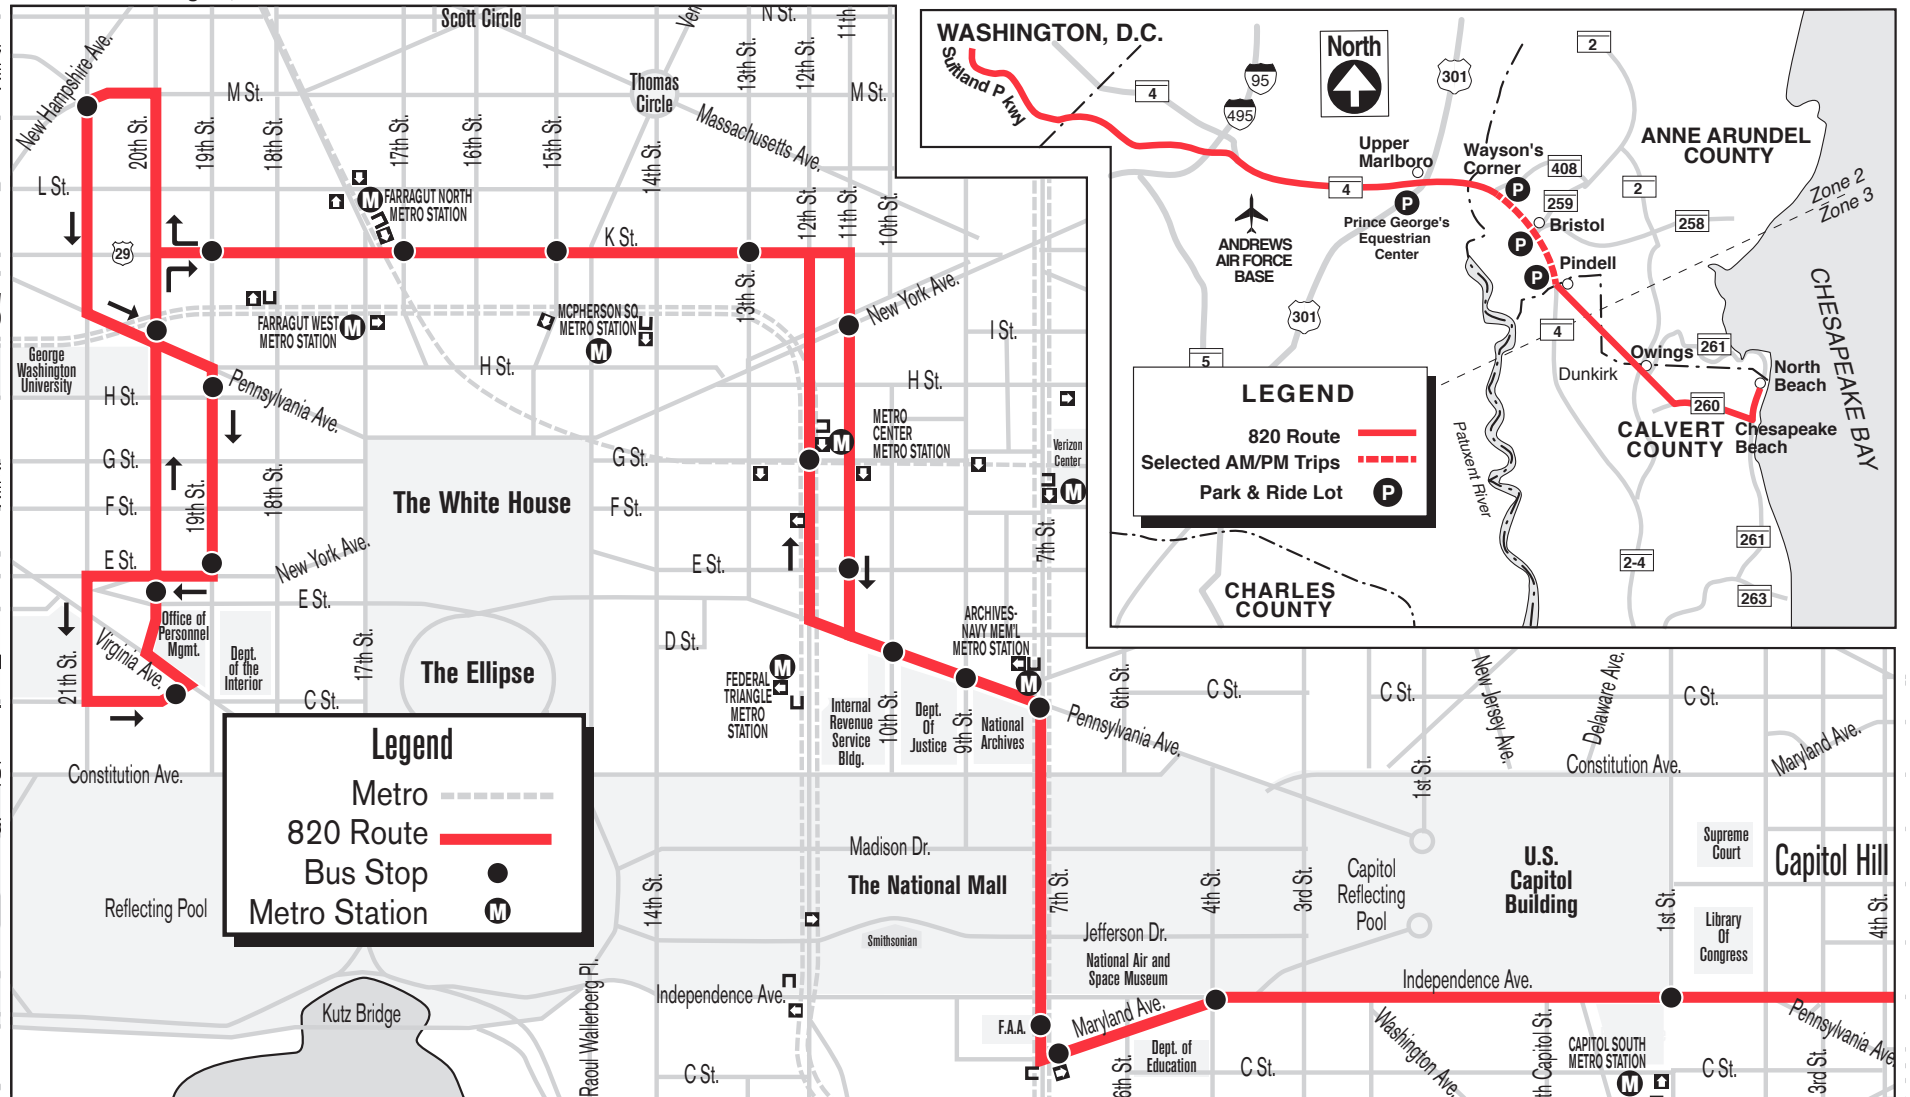 Scott Circle
Ver
N St.
11th
New Hampshire Ave.
M St.
Thomas
Circle
13th St.
12th St.
M St.
Massachusetts Ave.
20th St.
19th St.
18th St.
17th St.
16th St.
15th St.
14th St.
12th St.
11th St.
10th St.
L St.
FARRAGUT NORTH
METRO STATION
M
29
K St.
FARRAGUT WEST
METRO STATION
M
MCPHERSON SQ
METRO STATION
M
13th St.
New York Ave.
I St.
George
Washington
University
H St.
Pennsylvania Ave.
H St.
H St.
METRO
CENTER
METRO STATION
M
Verizon
Center
M
G St.
G St.
18th St.
19th St.
The White House
F St.
F St.
7th St.
E St.
New York Ave.
E St.
E St.
Office of
Personnel
Mgmt.
Dept.
of the
Interior
17th St.
The Ellipse
D St.
ARCHIVES-
NAVY MEM'L
METRO STATION
M
Virginia Ave.
21th St.
C St.
FEDERAL
TRIANGLE
METRO
STATION
M
Internal
Revenue
Service
Bldg.
10th St.
Dept.
Of
Justice
9th St.
National
Archives
Pennsylvania Ave.
6th St.
C St.
C St.
New Jersey Ave.
Delaware Ave.
C St.
Maryland Ave.
Constitution Ave.
Constitution Ave.
1st St.
Legend
Metro
820 Route
Bus Stop
Metro Station
M
Reflecting Pool
Kutz Bridge
Raoul Wallerberg Pl.
14th St.
Madison Dr.
The National Mall
7th St.
4th St.
3rd St.
Capitol
Reflecting
Pool
U.S.
Capitol
Building
1st St.
Supreme
Court
Capitol Hill
Library
Of
Congress
4th St.
Smithsonian
Jefferson Dr.
National Air and
Space Museum
Independence Ave.
Independence Ave.
F.A.A.
Maryland Ave.
Dept. of
Education
6th St.
C St.
C St.
Washington Ave.
th Capitol St.
CAPITOL SOUTH
METRO STATION
M
C St.
3rd St.
Pennsylvania Ave.
WASHINGTON, D.C.
Suitland Pkwy
4
95
495
North
301
2
Upper
Marlboro
Wayson's
Corner
408
ANNE ARUNDEL
COUNTY
4
P
P
259
2
Zone 2
Zone 3
Bristol
258
Prince George's
Equestrian
Center
ANDREWS
AIR FORCE
BASE
P
P
Pindell
301
4
5
Owings
261
Dunkirk
North
Beach
CHESAPEAKE BAY
260
CALVERT
COUNTY
Chesapeake
Beach
Patuxent River
LEGEND
820 Route
Selected AM/PM Trips
Park & Ride Lot
P
261
2-4
263
CHARLES
COUNTY